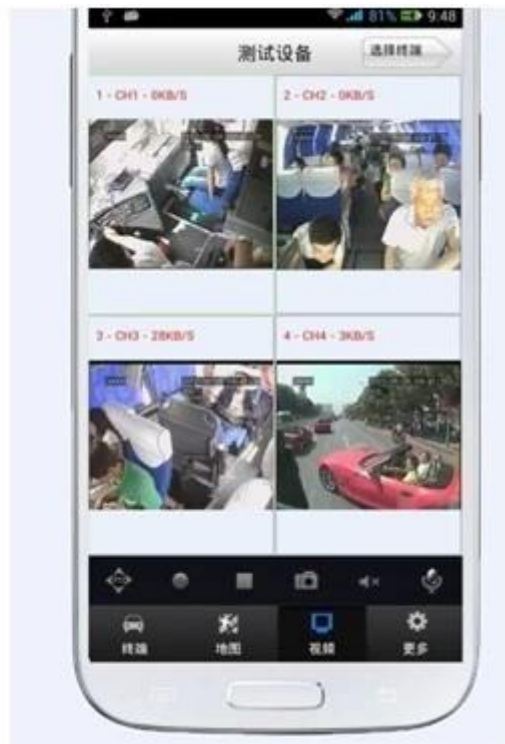 81% 9:48
测试设备
选择终端
1 - CH1 - 0KB/S
2 - CH2 - 0KB/S
3 - CH3 - 28KB/S
4 - CH4 - 3KB/S
终端
地图
视频
更多